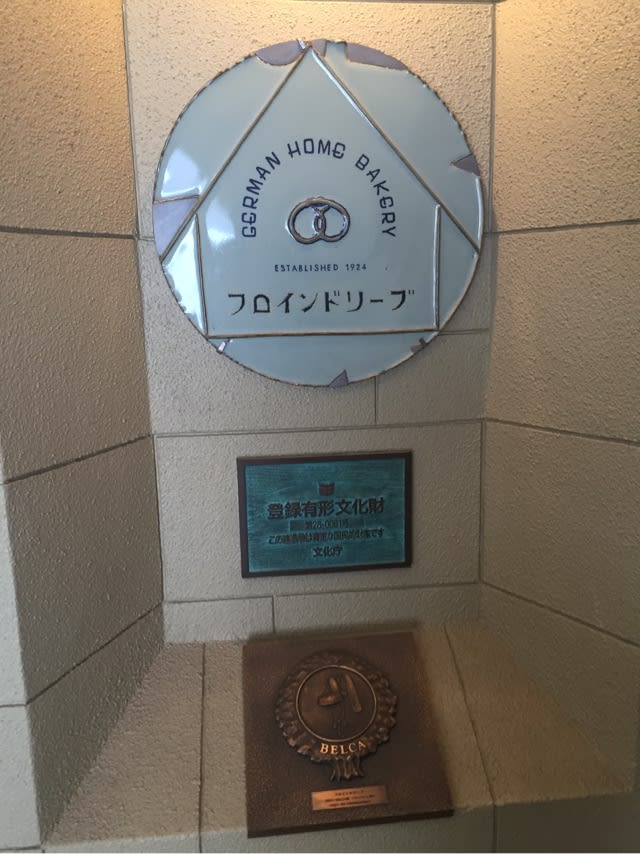 GERMAN HOME BAKERY
ESTABLISHED 1924
フロインドリーブ
登録有形文化財
第28-0061号
この建造物は貴重な国民的財産です
文化庁
BELCA